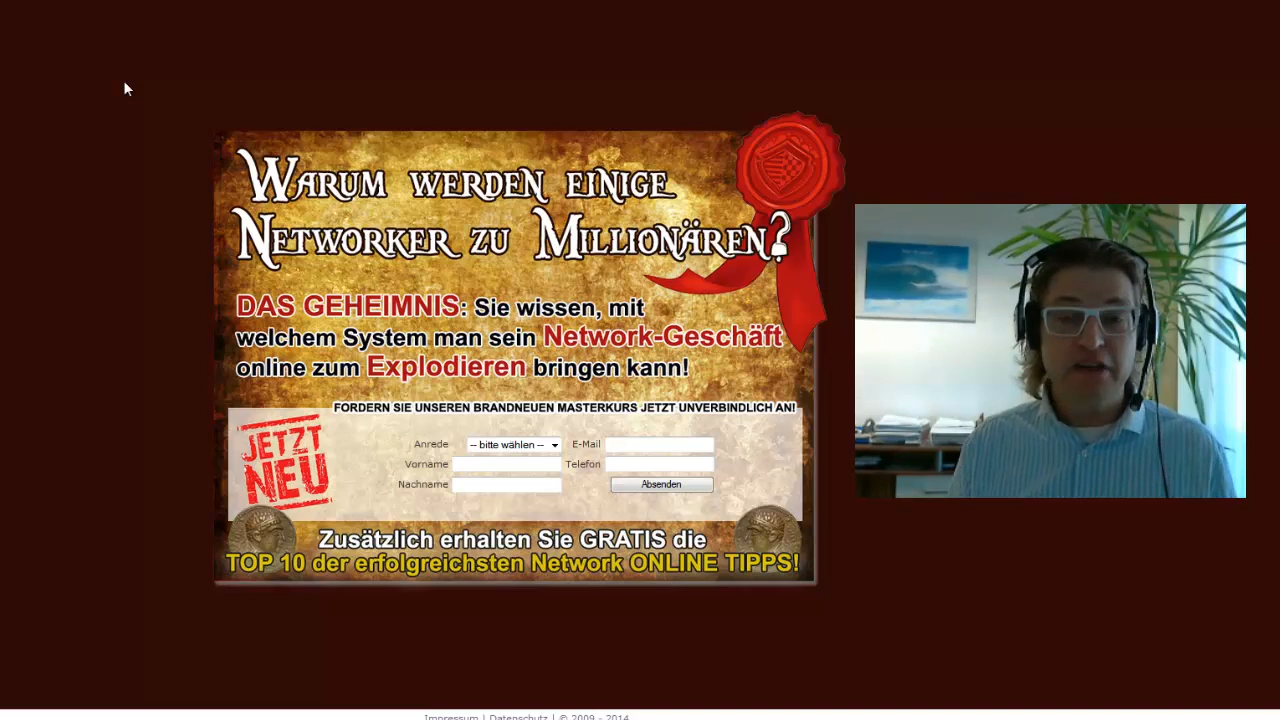 Warum werden einige
Networker zu Millionären?
DAS GEHEIMNIS: Sie wissen, mit
welchem System man sein Network-Geschäft
online zum Explodieren bringen kann!
FORDERN SIE UNSEREN BRANDNEUEN MASTERKURS JETZT UNVERBINDLICH AN!
JETZT
NEU
Anrede -- bitte wählen -- E-Mail
Vorname Telefon
Nachname Absenden
Zusätzlich erhalten Sie GRATIS die
TOP 10 der erfolgreichsten Network ONLINE TIPPS!
Impressum | Datenschutz | © 2009 - 2014